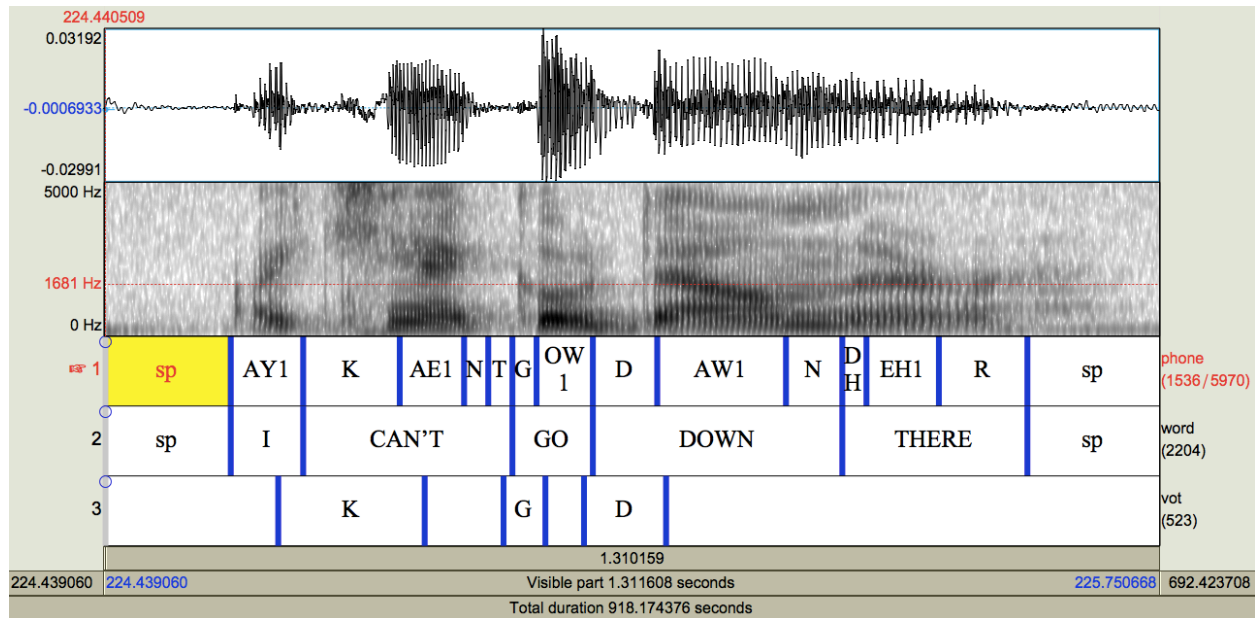 224.440509
0.03192
-0.0006933
-0.02991
5000 Hz
1681 Hz
0 Hz
1 sp AY1 K AE1 N T G OW1 D AW1 N DH EH1 R sp phone (1536/5970)
2 sp I CAN'T GO DOWN THERE sp word (2204)
3 K G D vot (523)
1.310159
224.439060 224.439060 Visible part 1.311608 seconds 225.750668 692.423708
Total duration 918.174376 seconds